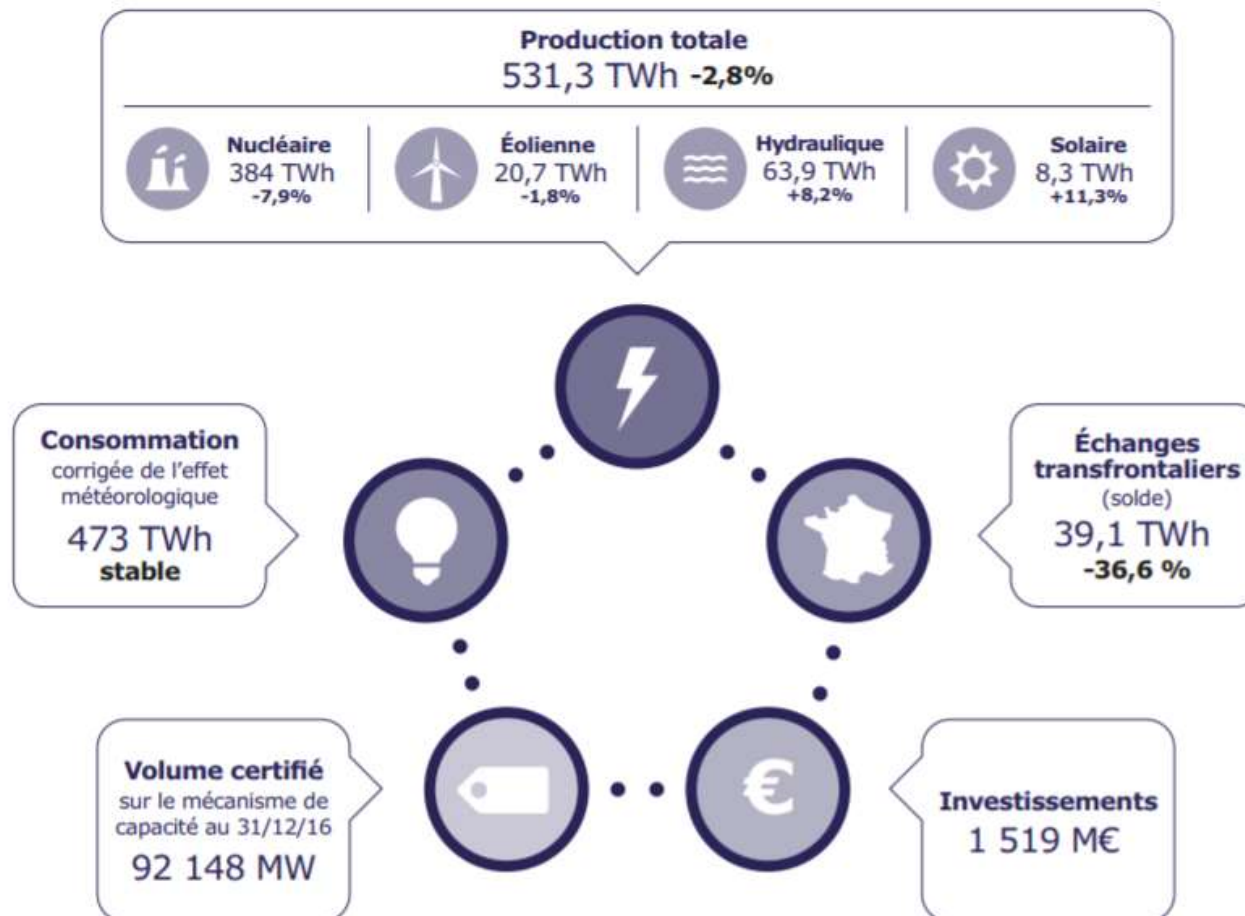 Production totale
531,3 TWh -2,8%
Nucléaire
384 TWh
-7,9%
Éolienne
20,7 TWh
-1,8%
Hydraulique
63,9 TWh
+8,2%
Solaire
8,3 TWh
+11,3%
Consommation
corrigée de l'effet
météorologique
473 TWh
stable
Échanges
transfrontaliers
(solde)
39,1 TWh
-36,6 %
Volume certifié
sur le mécanisme de
capacité au 31/12/16
92 148 MW
€
Investissements
1 519 M€